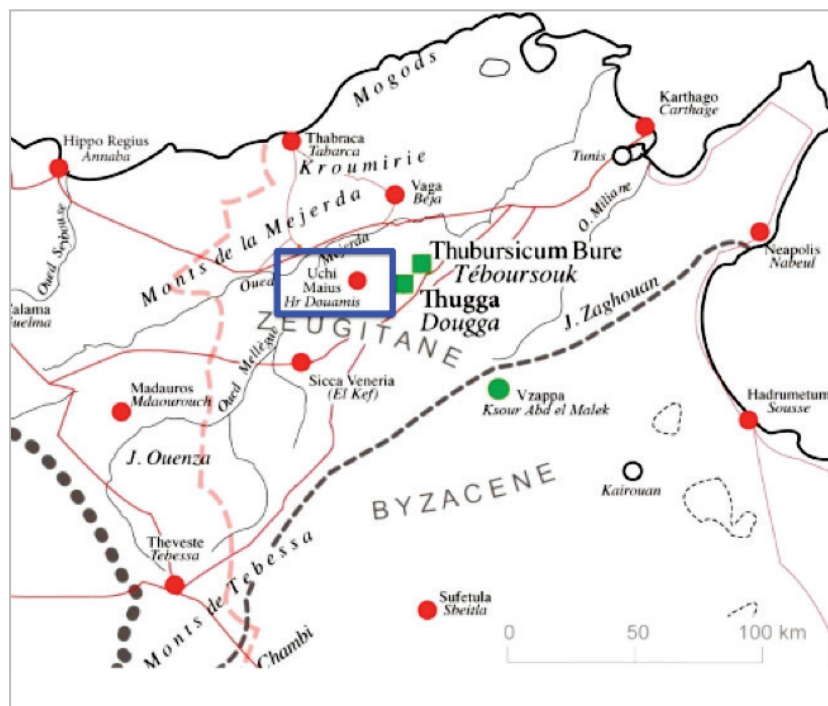 Mogods
Karthago
Carthage
Hippo Regius
Annaba
Thabraca
Tabarca
Tunis
Kroumirie
Vaga
Béja
O. Miliane
Oued Seybouse
Monts de la Mejerda
Mejerda
Oued
Thubursicum Bure
Téboursouk
Neapolis
Nabeul
Uchi
Maius
Hr Douamis
Thugga
Dougga
J. Zaghouan
Calama
Guelma
ZEUGITANE
Oued Mellègue
Sicca Veneria
(El Kef)
Madauros
Mdaourouch
Vzappa
Ksour Abd el Malek
Hadrumetum
Sousse
J. Ouenza
BYZACENE
Kairouan
Theveste
Tebessa
Monts de Tebessa
Sufetula
Sbeitla
Chambi
0 50 100 km